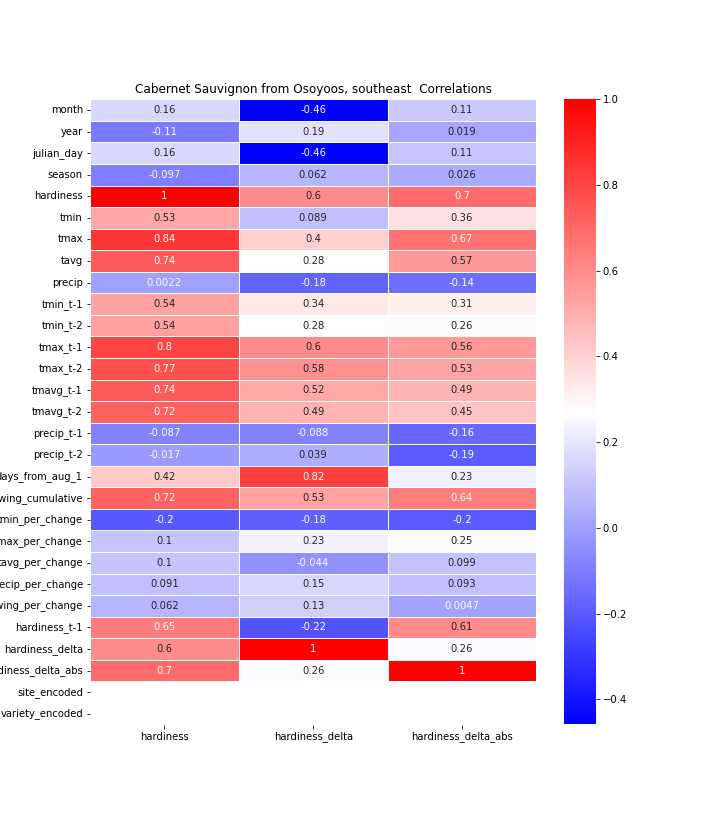 Cabernet Sauvignon from Osoyoos, southeast  Correlations
month 0.16 -0.46 0.11
year -0.11 0.19 0.019
julian_day 0.16 -0.46 0.11
season -0.097 0.062 0.026
hardiness 1 0.6 0.7
tmin 0.53 0.089 0.36
tmax 0.84 0.4 0.67
tavg 0.74 0.28 0.57
precip 0.0022 -0.18 -0.14
tmin_t-1 0.54 0.34 0.31
tmin_t-2 0.54 0.28 0.26
tmax_t-1 0.8 0.6 0.56
tmax_t-2 0.77 0.58 0.53
tmavg_t-1 0.74 0.52 0.49
tmavg_t-2 0.72 0.49 0.45
precip_t-1 -0.087 -0.088 -0.16
precip_t-2 -0.017 0.039 -0.19
days_from_aug_1 0.42 0.82 0.23
wing_cumulative 0.72 0.53 0.64
tmin_per_change -0.2 -0.18 -0.2
max_per_change 0.1 0.23 0.25
tavg_per_change 0.1 -0.044 0.099
ecip_per_change 0.091 0.15 0.093
wing_per_change 0.062 0.13 0.0047
hardiness_t-1 0.65 -0.22 0.61
hardiness_delta 0.6 1 0.26
diness_delta_abs 0.7 0.26 1
site_encoded
variety_encoded
hardiness hardiness_delta hardiness_delta_abs
1.0
0.8
0.6
0.4
0.2
0.0
−0.2
−0.4